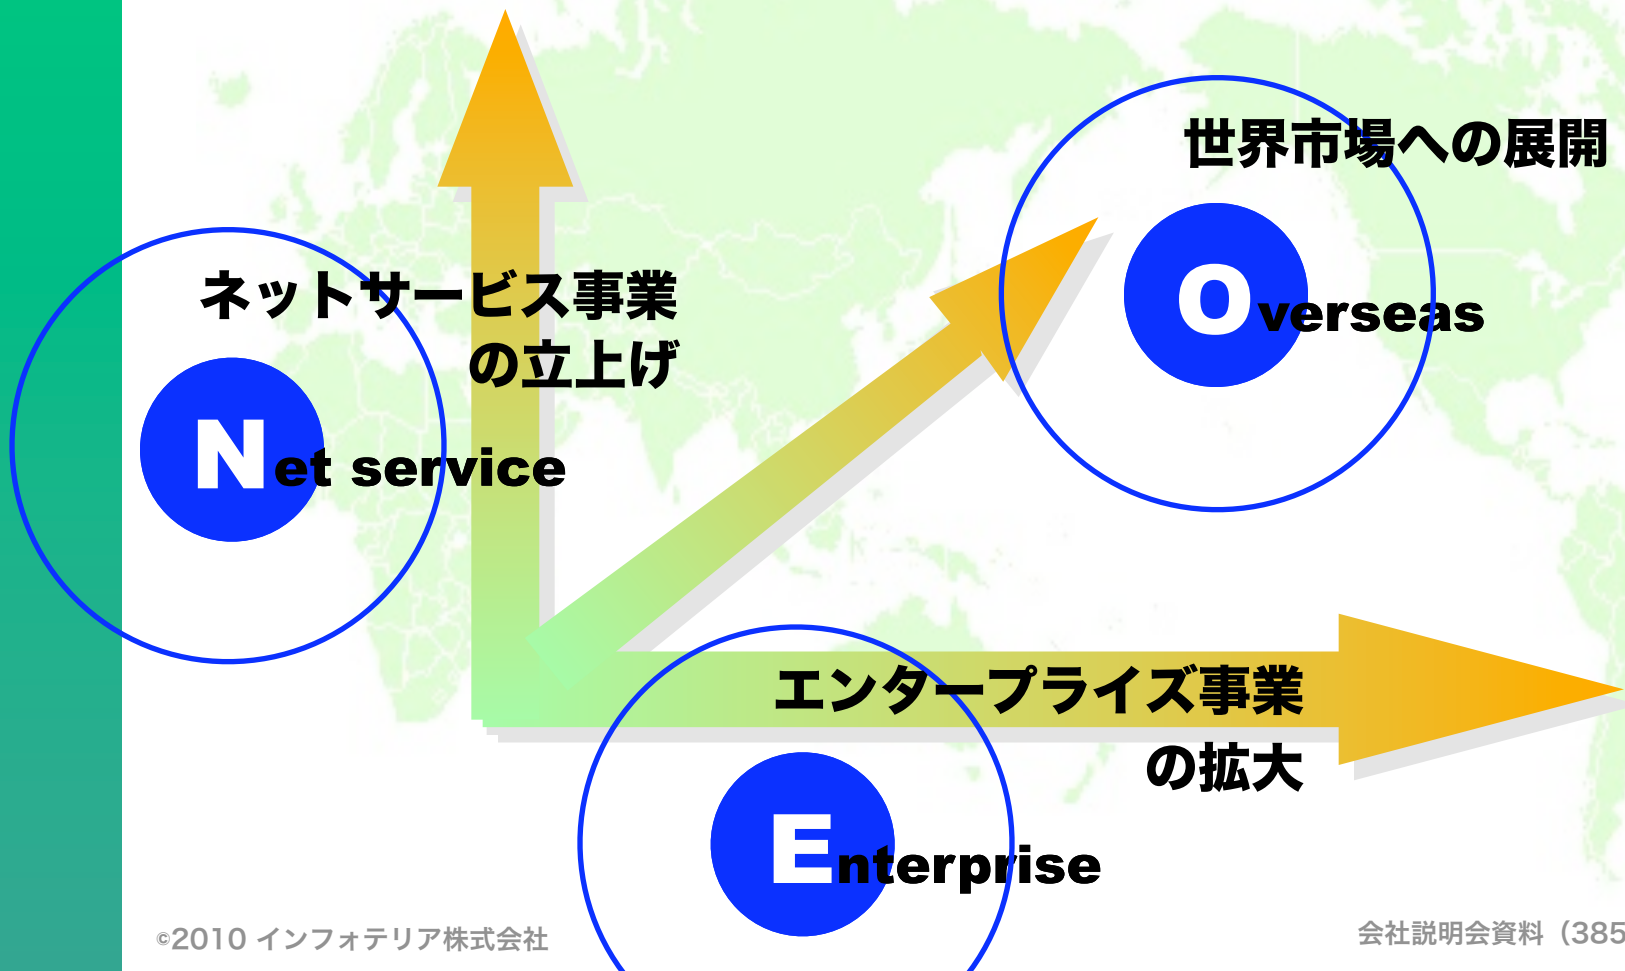 世界市場への展開
Overseas
ネットサービス事業
の立上げ
Net service
エンタープライズ事業
の拡大
Enterprise
©2010 インフォテリア株式会社
会社説明会資料（385